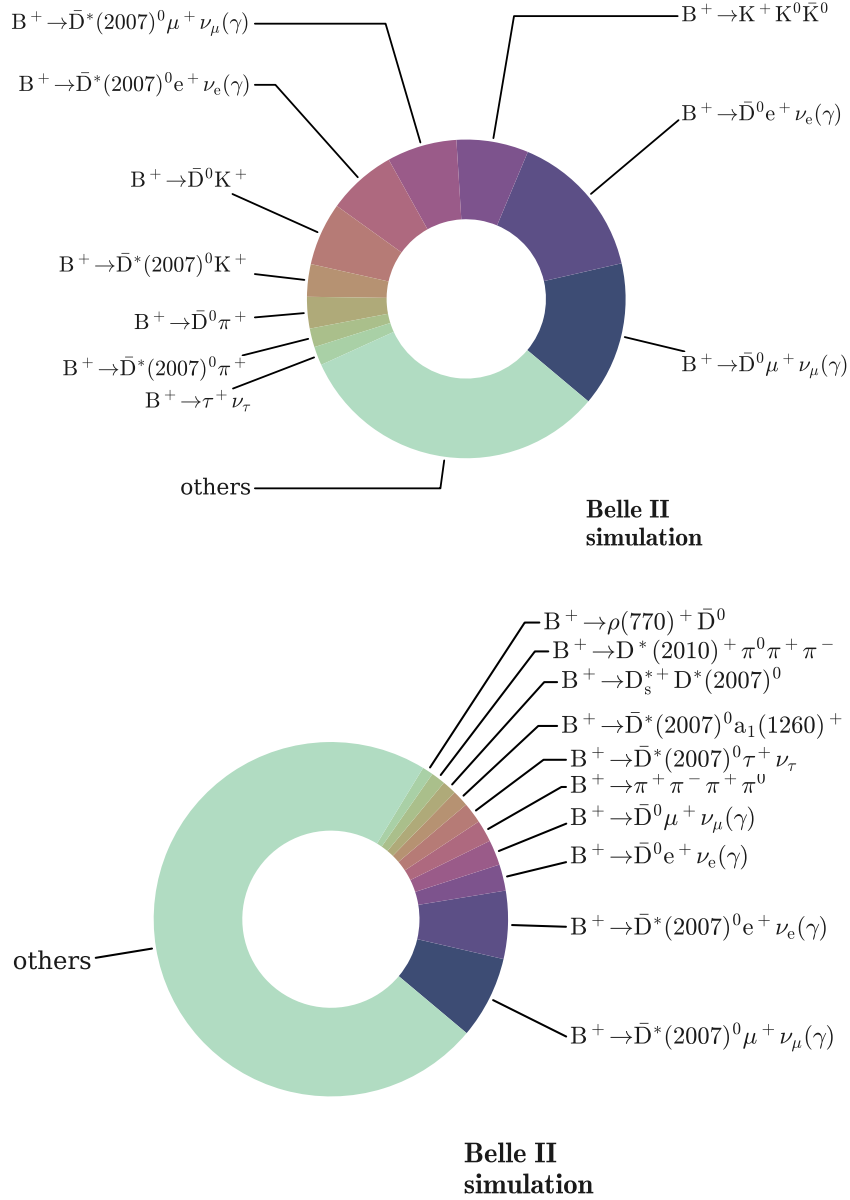 B⁺→D̄*(2007)⁰μ⁺ν_μ(γ)
B⁺→K⁺K⁰K̄⁰
B⁺→D̄*(2007)⁰e⁺ν_e(γ)
B⁺→D̄⁰e⁺ν_e(γ)
B⁺→D̄⁰K⁺
B⁺→D̄*(2007)⁰K⁺
B⁺→D̄⁰π⁺
B⁺→D̄*(2007)⁰π⁺
B⁺→D̄⁰μ⁺ν_μ(γ)
B⁺→τ⁺ν_τ
others
Belle II
simulation
B⁺→ρ(770)⁺D̄⁰
B⁺→D*(2010)⁺π⁰π⁺π⁻
B⁺→D_s*⁺D*(2007)⁰
B⁺→D̄*(2007)⁰a₁(1260)⁺
B⁺→D̄*(2007)⁰τ⁺ν_τ
B⁺→π⁺π⁻π⁺π⁰
B⁺→D̄⁰μ⁺ν_μ(γ)
B⁺→D̄⁰e⁺ν_e(γ)
B⁺→D̄*(2007)⁰e⁺ν_e(γ)
others
B⁺→D̄*(2007)⁰μ⁺ν_μ(γ)
Belle II
simulation